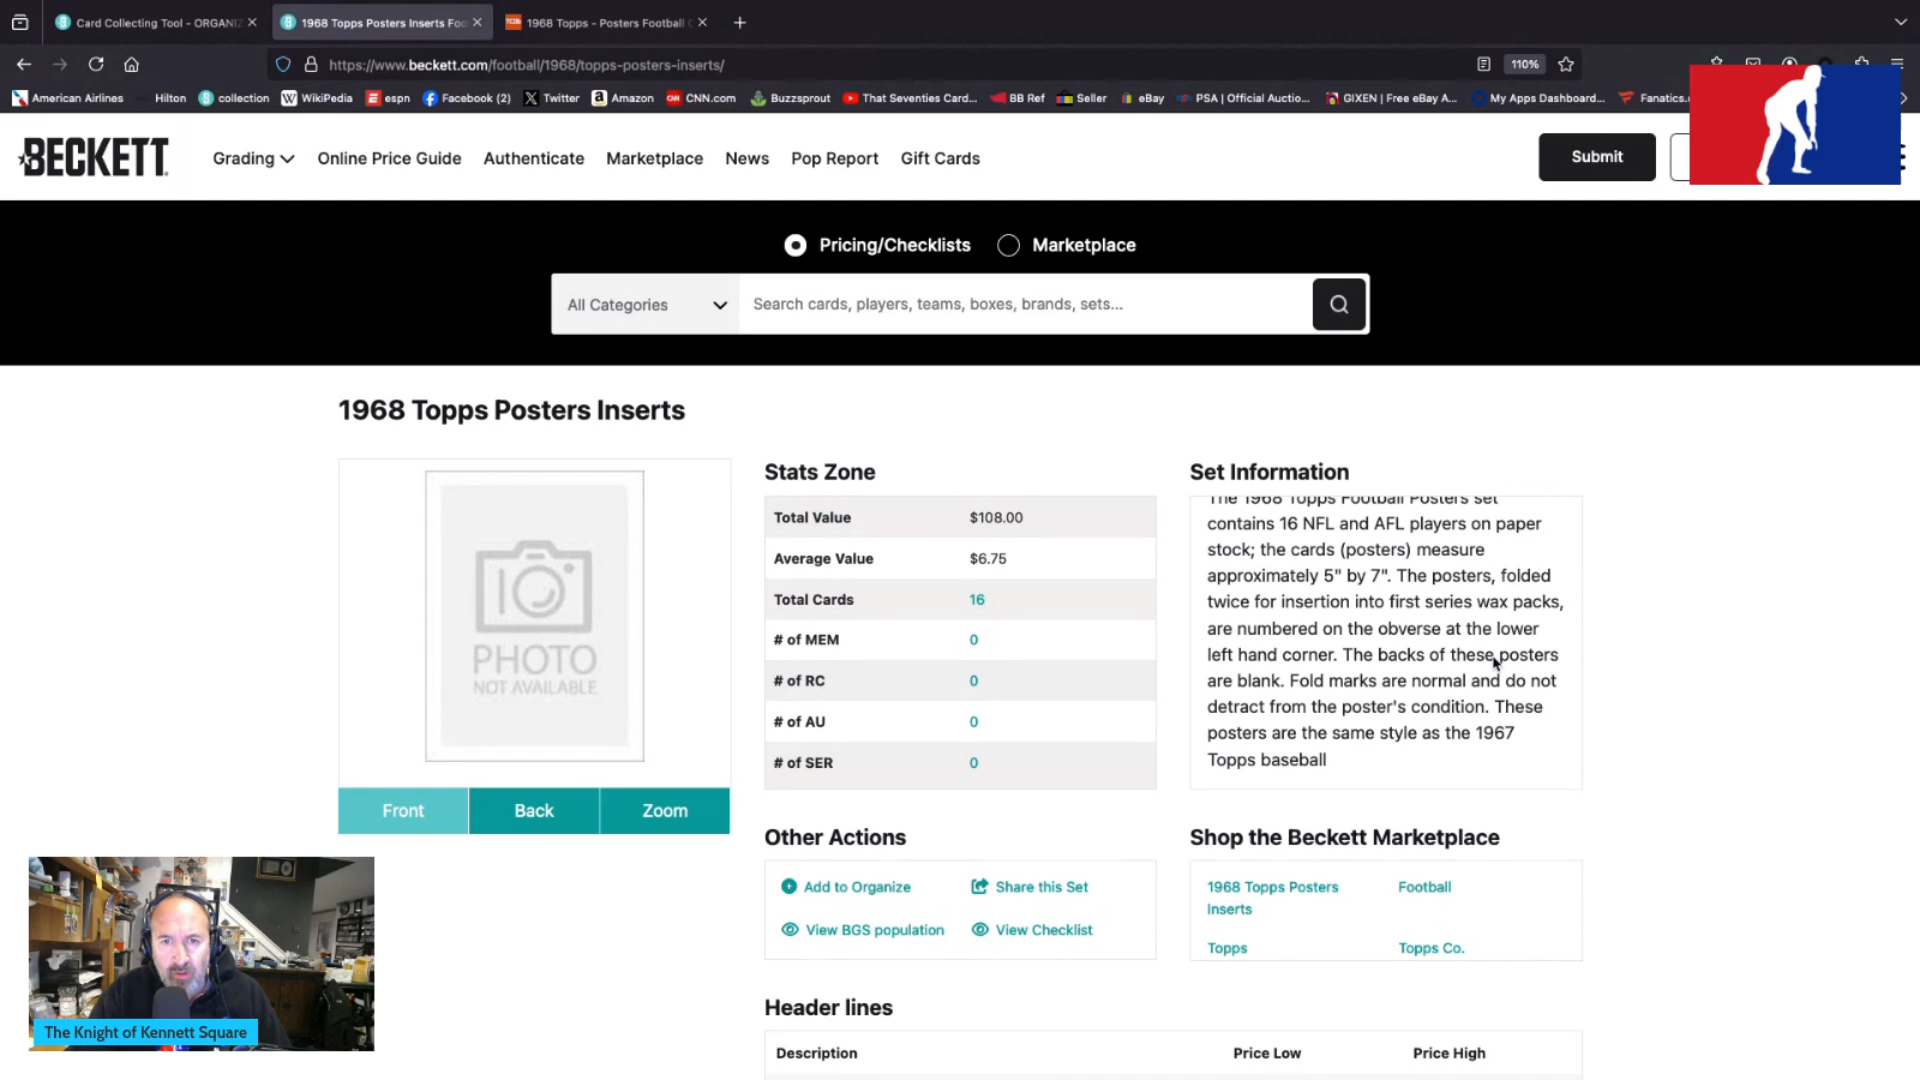 Card Collecting Tool - ORGANIZ
1968 Topps Posters Inserts Foo
1968 Topps - Posters Football C
https://www.beckett.com/football/1968/topps-posters-inserts/
110%
American Airlines
Hilton
collection
WikiPedia
espn
Facebook (2)
Twitter
Amazon
CNN.com
Buzzsprout
That Seventies Card...
BB Ref
Seller
eBay
PSA | Official Auctio...
GIXEN | Free eBay A...
My Apps Dashboard...
Fanatics.
BECKETT
Grading
Online Price Guide
Authenticate
Marketplace
News
Pop Report
Gift Cards
Submit
Pricing/Checklists
Marketplace
All Categories
Search cards, players, teams, boxes, brands, sets...
1968 Topps Posters Inserts
PHOTO
NOT AVAILABLE
Front
Back
Zoom
Stats Zone
Total Value $108.00
Average Value $6.75
Total Cards 16
# of MEM 0
# of RC 0
# of AU 0
# of SER 0
Set Information
The 1968 Topps Football Posters set
contains 16 NFL and AFL players on paper
stock; the cards (posters) measure
approximately 5" by 7". The posters, folded
twice for insertion into first series wax packs,
are numbered on the obverse at the lower
left hand corner. The backs of these posters
are blank. Fold marks are normal and do not
detract from the poster's condition. These
posters are the same style as the 1967
Topps baseball
Other Actions
Add to Organize
Share this Set
View BGS population
View Checklist
Shop the Beckett Marketplace
1968 Topps Posters
Inserts
Football
Topps
Topps Co.
Header lines
Description Price Low Price High
The Knight of Kennett Square